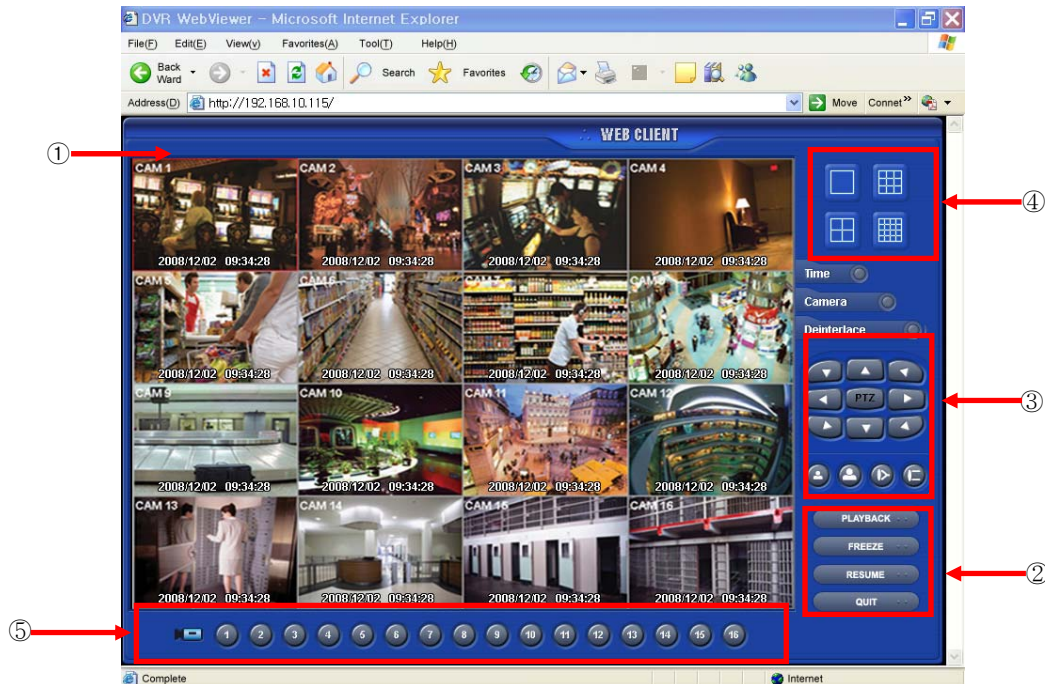 DVR WebViewer - Microsoft Internet Explorer
File(F) Edit(E) View(v) Favorites(A) Tool(T) Help(H)
Back Ward Search Favorites
Address(D) http://192.168.10.115/ Move Connet »
WEB CLIENT
①
CAM 1 CAM 2 CAM 3 CAM 4
2008/12/02 09:34:28 2008/12/02 09:34:28 2008/12/02 09:34:28 2008/12/02 09:34:28
④
Time
Camera
Deinterlace
CAM 5 CAM 6 CAM 7 CAM 8
2008/12/02 09:34:28 2008/12/02 09:34:28 2008/12/02 09:34:28 2008/12/02 09:34:28
PTZ
③
CAM 9 CAM 10 CAM 11 CAM 12
2008/12/02 09:34:28 2008/12/02 09:34:28 2008/12/02 09:34:28 2008/12/02 09:34:28
CAM 13 CAM 14 CAM 15 CAM 16
2008/12/02 09:34:28 2008/12/02 09:34:28 2008/12/02 09:34:28 2008/12/02 09:34:28
PLAYBACK
FREEZE
RESUME
QUIT
②
⑤
1 2 3 4 5 6 7 8 9 10 11 12 13 14 15 16
Complete Internet